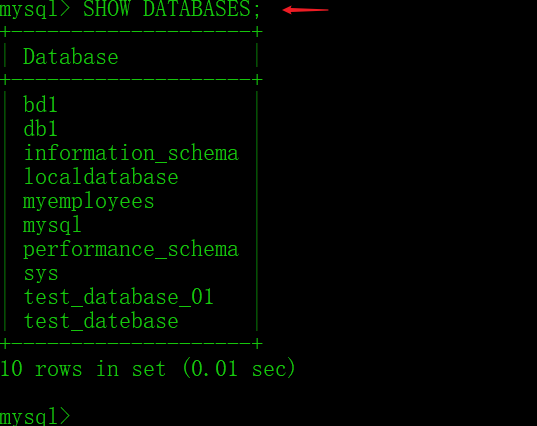 mysql> SHOW DATABASES;
+--------------------+
| Database           |
+--------------------+
| bd1                |
| db1                |
| information_schema |
| localdatabase      |
| myemployees        |
| mysql              |
| performance_schema |
| sys                |
| test_database_01   |
| test_datebase      |
+--------------------+
10 rows in set (0.01 sec)
mysql>